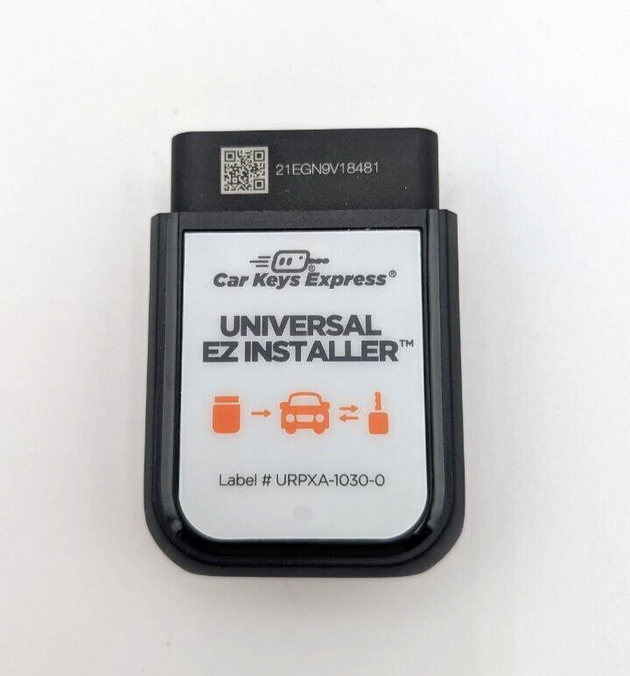 21EGN9V18481
Car Keys Express®
UNIVERSAL
EZ INSTALLER™
Label # URPXA-1030-0